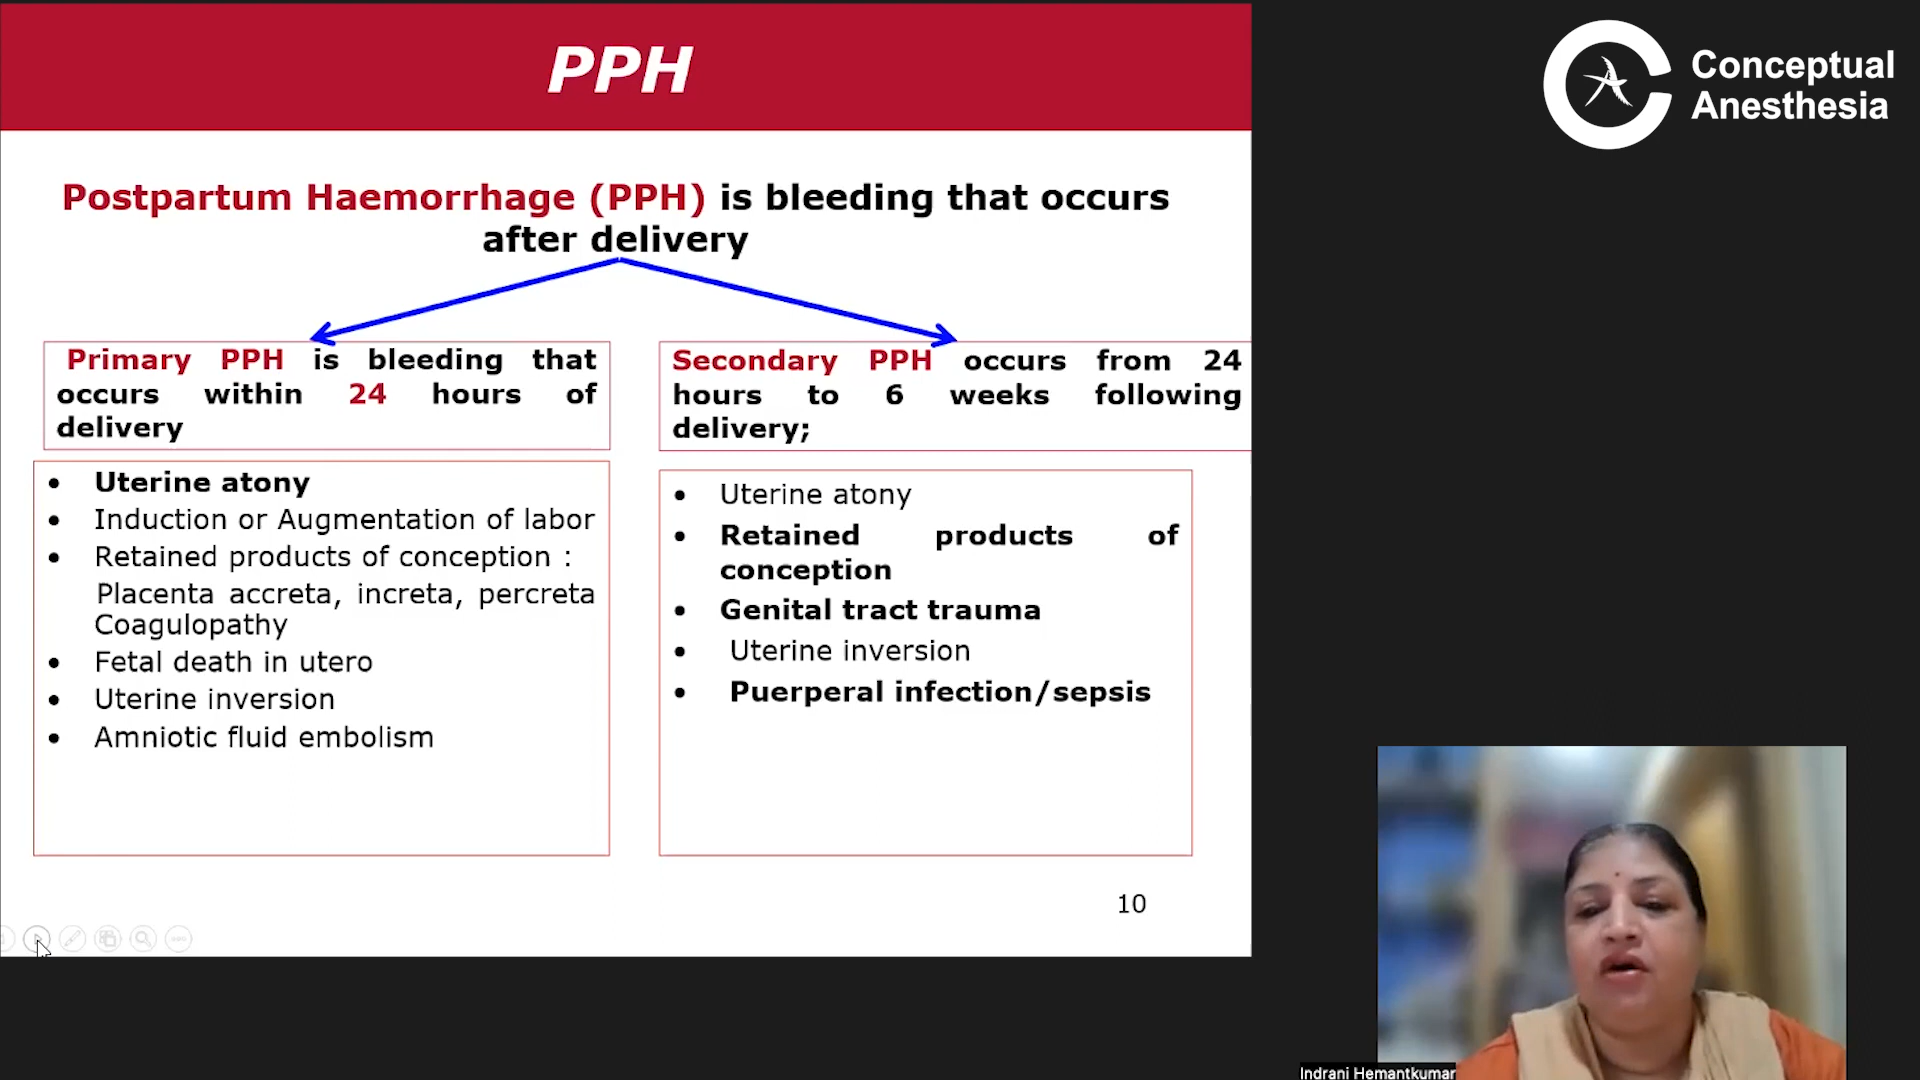 PPH
Conceptual
Anesthesia
Postpartum Haemorrhage (PPH) is bleeding that occurs
after delivery
Primary PPH is bleeding that
occurs within 24 hours of
delivery
Secondary PPH occurs from 24
hours to 6 weeks following
delivery;
• Uterine atony
• Induction or Augmentation of labor
• Retained products of conception :
Placenta accreta, increta, percreta
Coagulopathy
• Fetal death in utero
• Uterine inversion
• Amniotic fluid embolism
• Uterine atony
• Retained products of
conception
• Genital tract trauma
• Uterine inversion
• Puerperal infection/sepsis
10
Indrani Hemantkumar